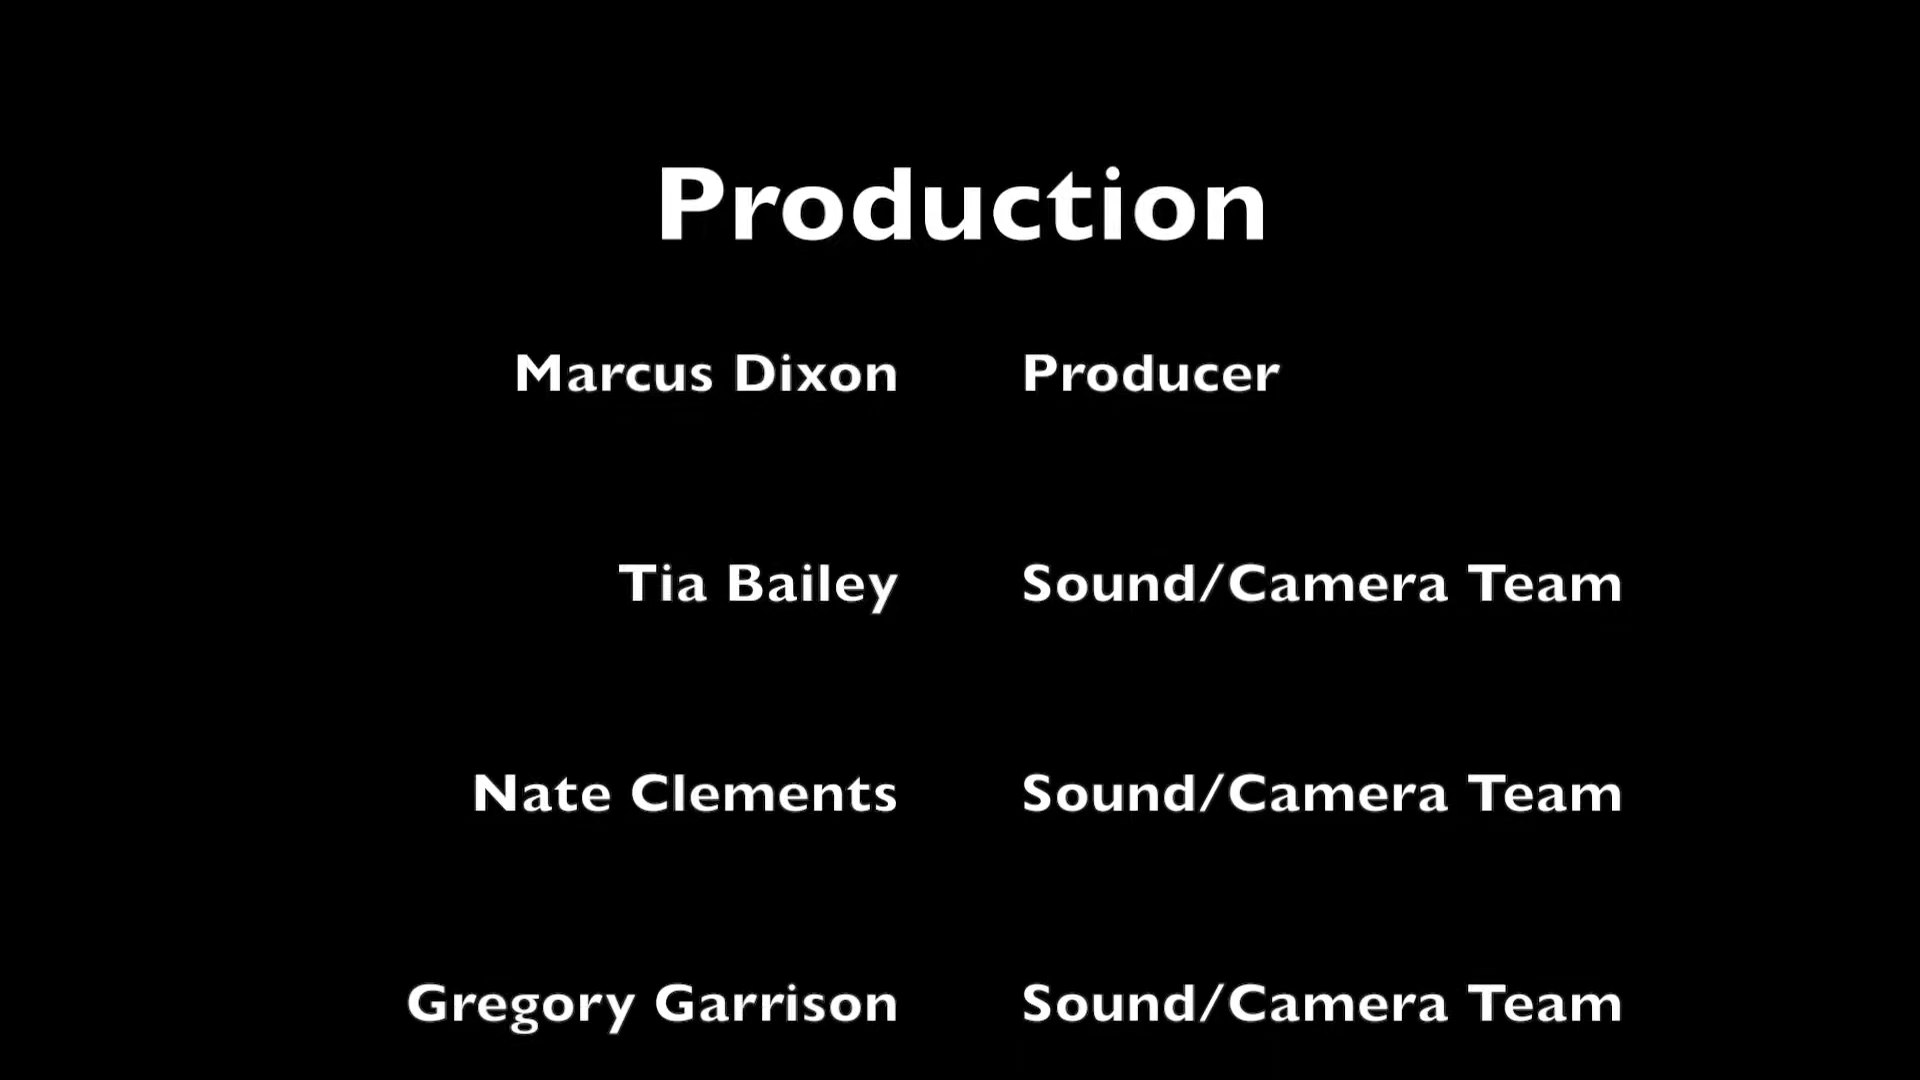 Production
Marcus Dixon Producer
Tia Bailey Sound/Camera Team
Nate Clements Sound/Camera Team
Gregory Garrison Sound/Camera Team